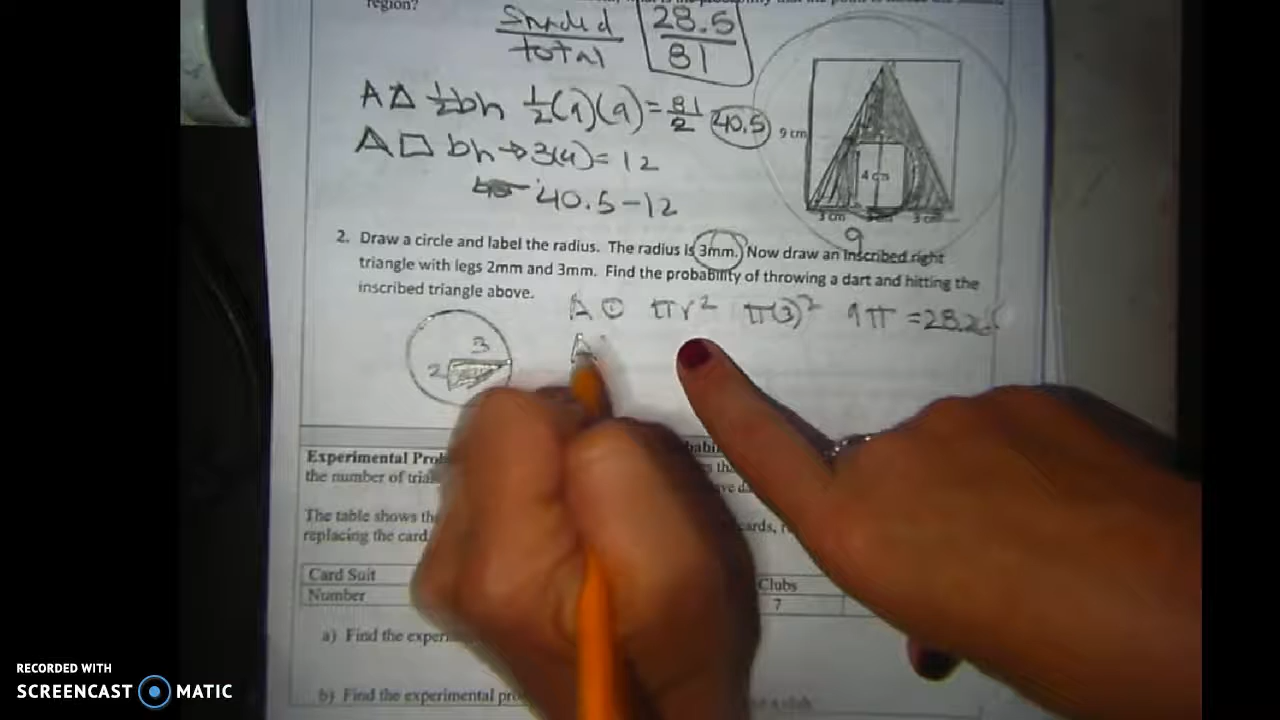 region?
Shaded 28.5
total 81
A△ ½bh ½(9)(9)= 81/2 40.5
9 cm
A□ bh→3(4)=12
4 cm
40.5-12
3 cm 3 cm
9
2. Draw a circle and label the radius. The radius is 3mm. Now draw an inscribed right
triangle with legs 2mm and 3mm. Find the probability of throwing a dart and hitting the
inscribed triangle above.
A⊙ πr² π(3)² 9π =28.26
3
2
A
Experimental
the number of
The table shows
replacing the card
Card Suit Clubs
Number 7
a) Find the
b) Find the experimental
RECORDED WITH
SCREENCAST MATIC